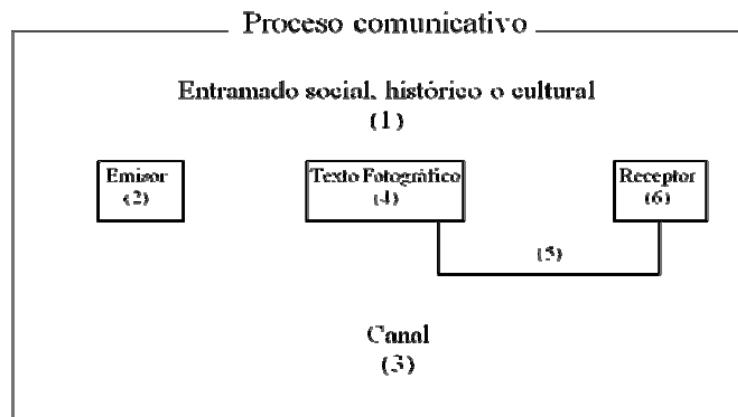 Proceso comunicativo
Entramado social, histórico o cultural
(1)
Emisor
(2)
Texto Fotográfico
(4)
Receptor
(6)
(5)
Canal
(3)